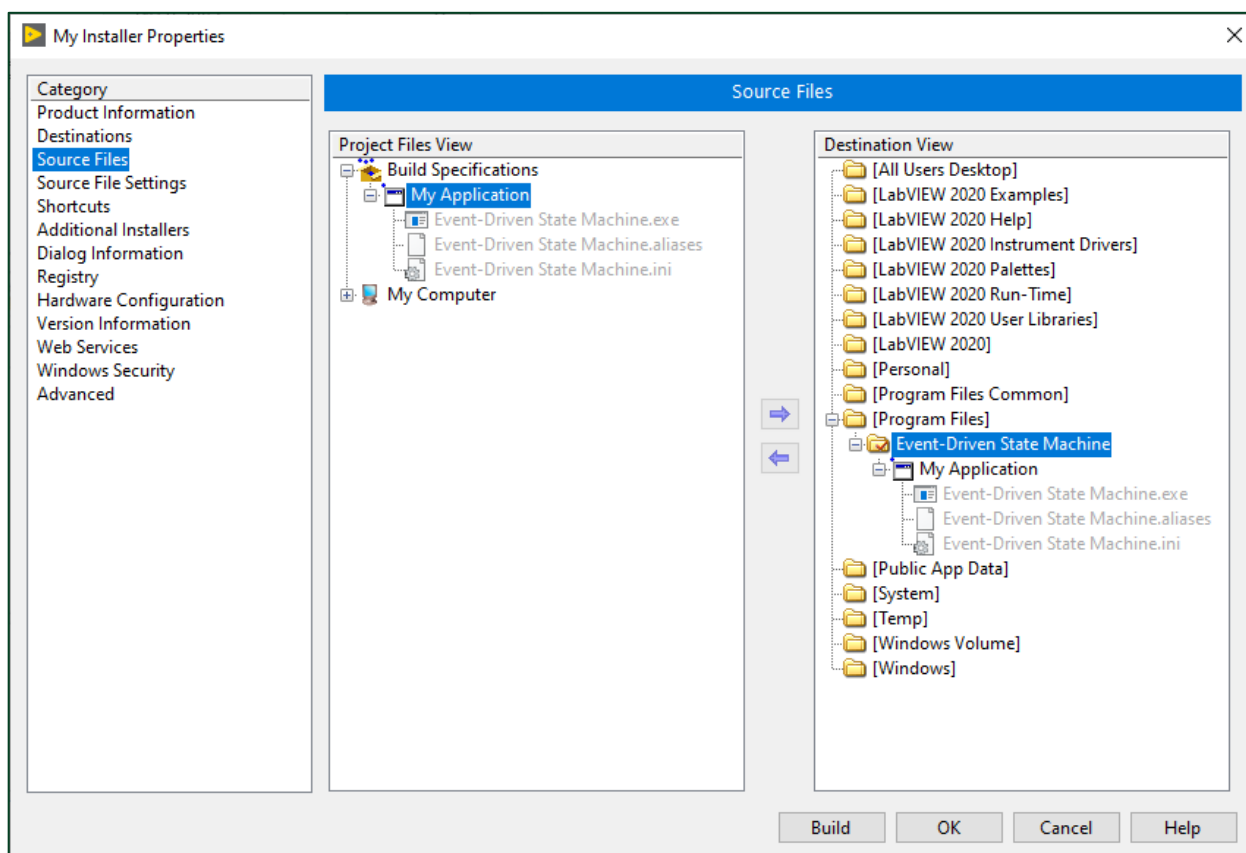 My Installer Properties
Category
Product Information
Destinations
Source Files
Source File Settings
Shortcuts
Additional Installers
Dialog Information
Registry
Hardware Configuration
Version Information
Web Services
Windows Security
Advanced
Source Files
Project Files View
Build Specifications
My Application
Event-Driven State Machine.exe
Event-Driven State Machine.aliases
Event-Driven State Machine.ini
My Computer
Destination View
[All Users Desktop]
[LabVIEW 2020 Examples]
[LabVIEW 2020 Help]
[LabVIEW 2020 Instrument Drivers]
[LabVIEW 2020 Palettes]
[LabVIEW 2020 Run-Time]
[LabVIEW 2020 User Libraries]
[LabVIEW 2020]
[Personal]
[Program Files Common]
[Program Files]
Event-Driven State Machine
My Application
Event-Driven State Machine.exe
Event-Driven State Machine.aliases
Event-Driven State Machine.ini
[Public App Data]
[System]
[Temp]
[Windows Volume]
[Windows]
Build
OK
Cancel
Help